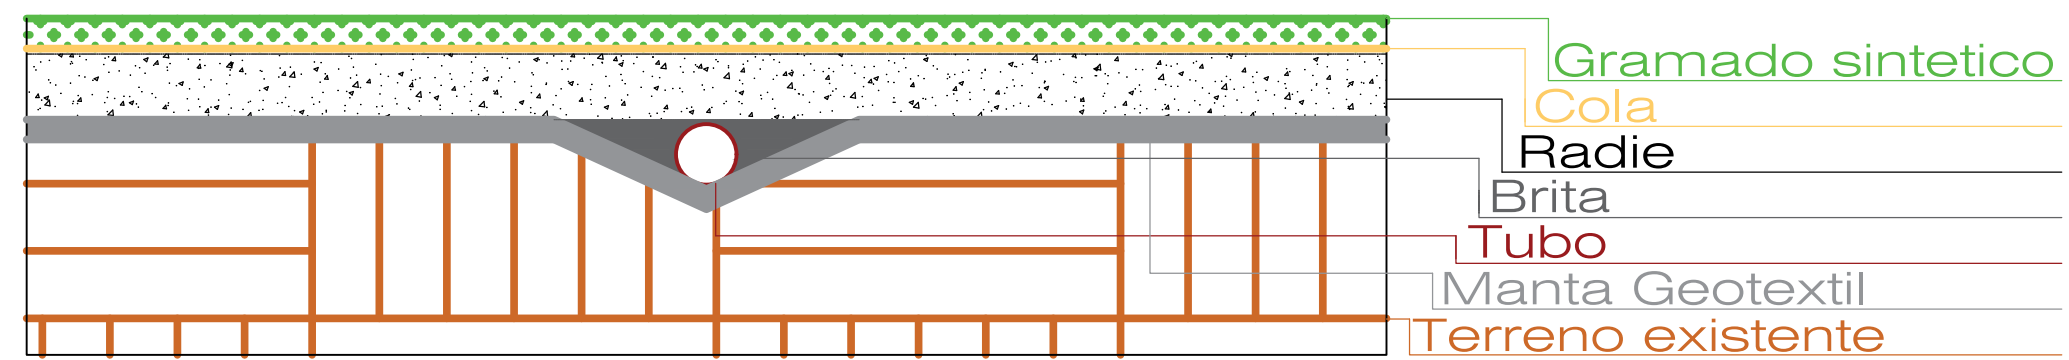 Gramado sintetico
Cola
Radie
Brita
Tubo
Manta Geotextil
Terreno existente